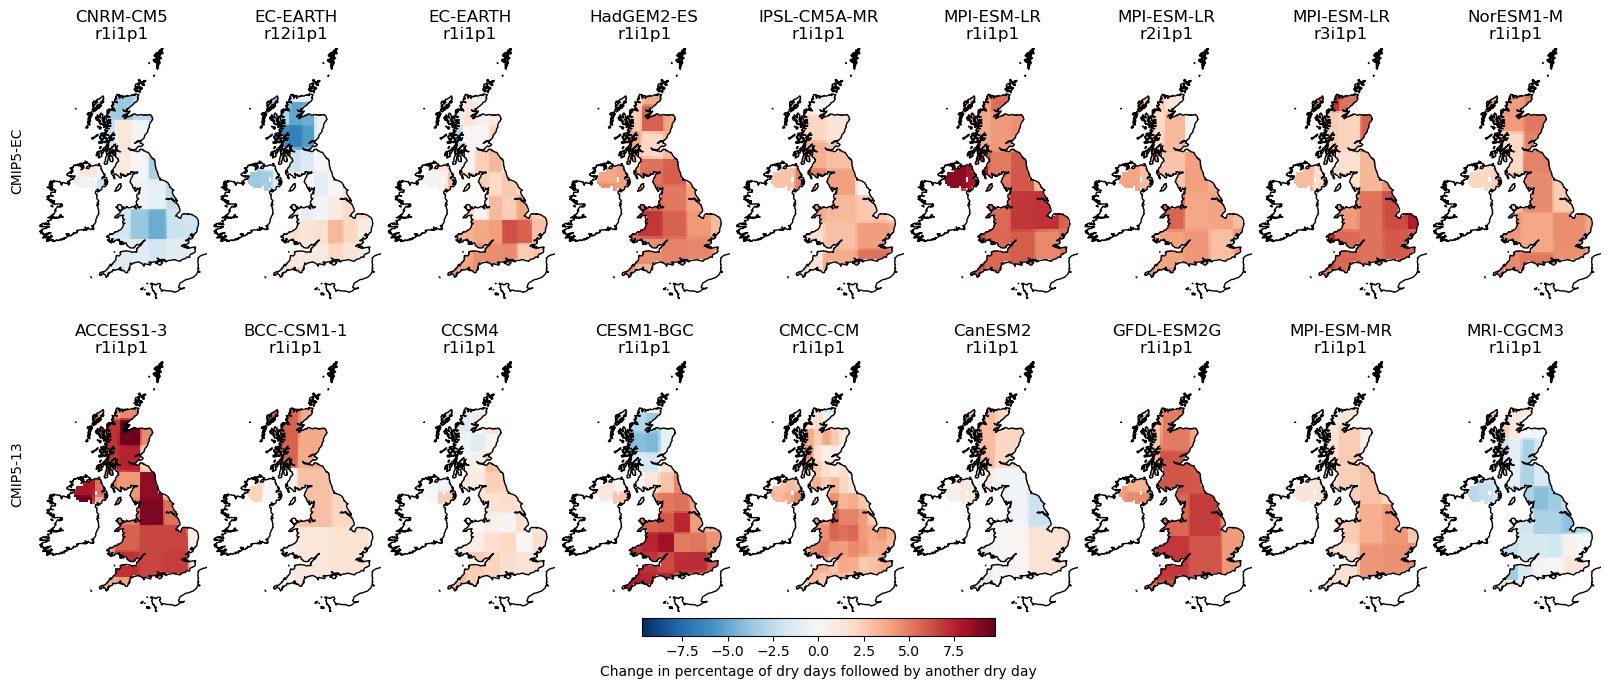 CNRM-CM5
r1i1p1
EC-EARTH
r12i1p1
EC-EARTH
r1i1p1
HadGEM2-ES
r1i1p1
IPSL-CM5A-MR
r1i1p1
MPI-ESM-LR
r1i1p1
MPI-ESM-LR
r2i1p1
MPI-ESM-LR
r3i1p1
NorESM1-M
r1i1p1
CMIP5-EC
ACCESS1-3
r1i1p1
BCC-CSM1-1
r1i1p1
CCSM4
r1i1p1
CESM1-BGC
r1i1p1
CMCC-CM
r1i1p1
CanESM2
r1i1p1
GFDL-ESM2G
r1i1p1
MPI-ESM-MR
r1i1p1
MRI-CGCM3
r1i1p1
CMIP5-13
−7.5 −5.0 −2.5 0.0 2.5 5.0 7.5
Change in percentage of dry days followed by another dry day